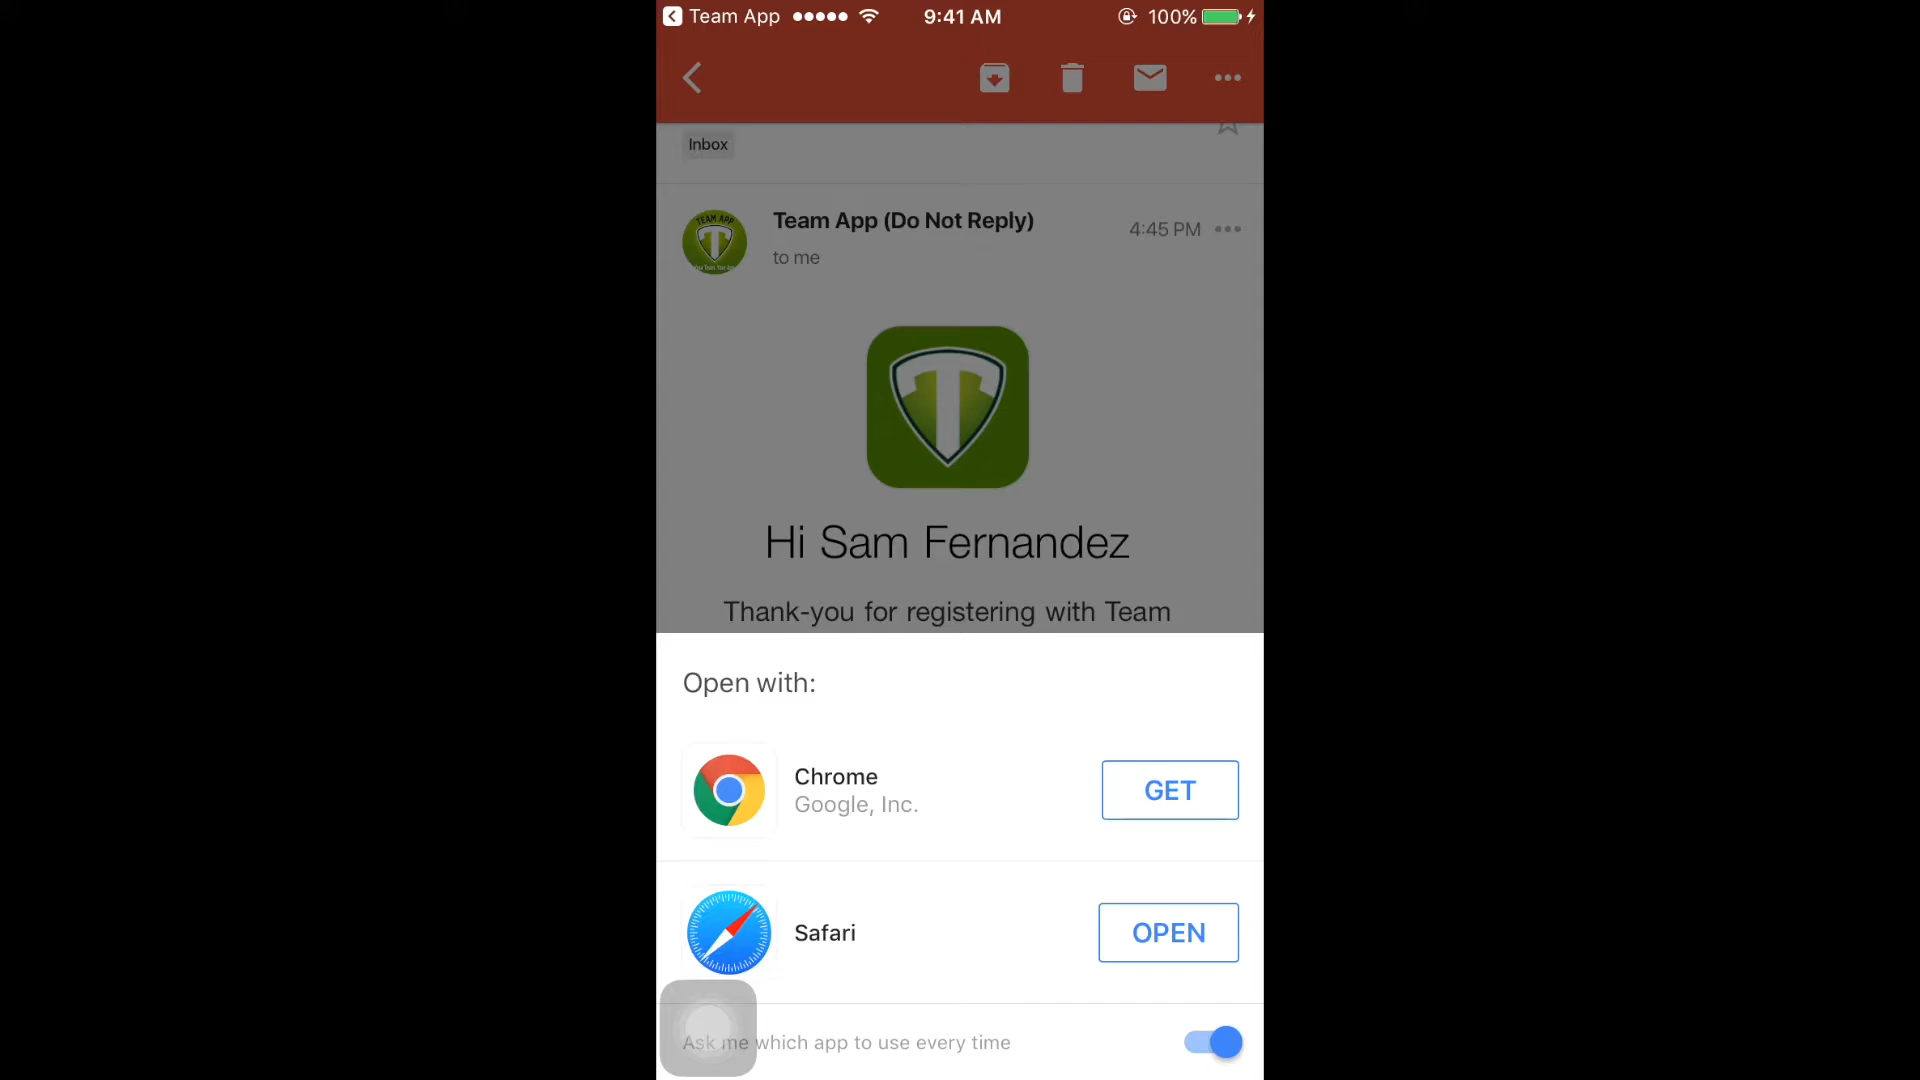 Team App 9:41 AM 100%
Inbox
TEAM APP
Team App (Do Not Reply)
4:45 PM
to me
Hi Sam Fernandez
Thank-you for registering with Team
Open with:
Chrome
Google, Inc.
GET
Safari
OPEN
Ask me which app to use every time